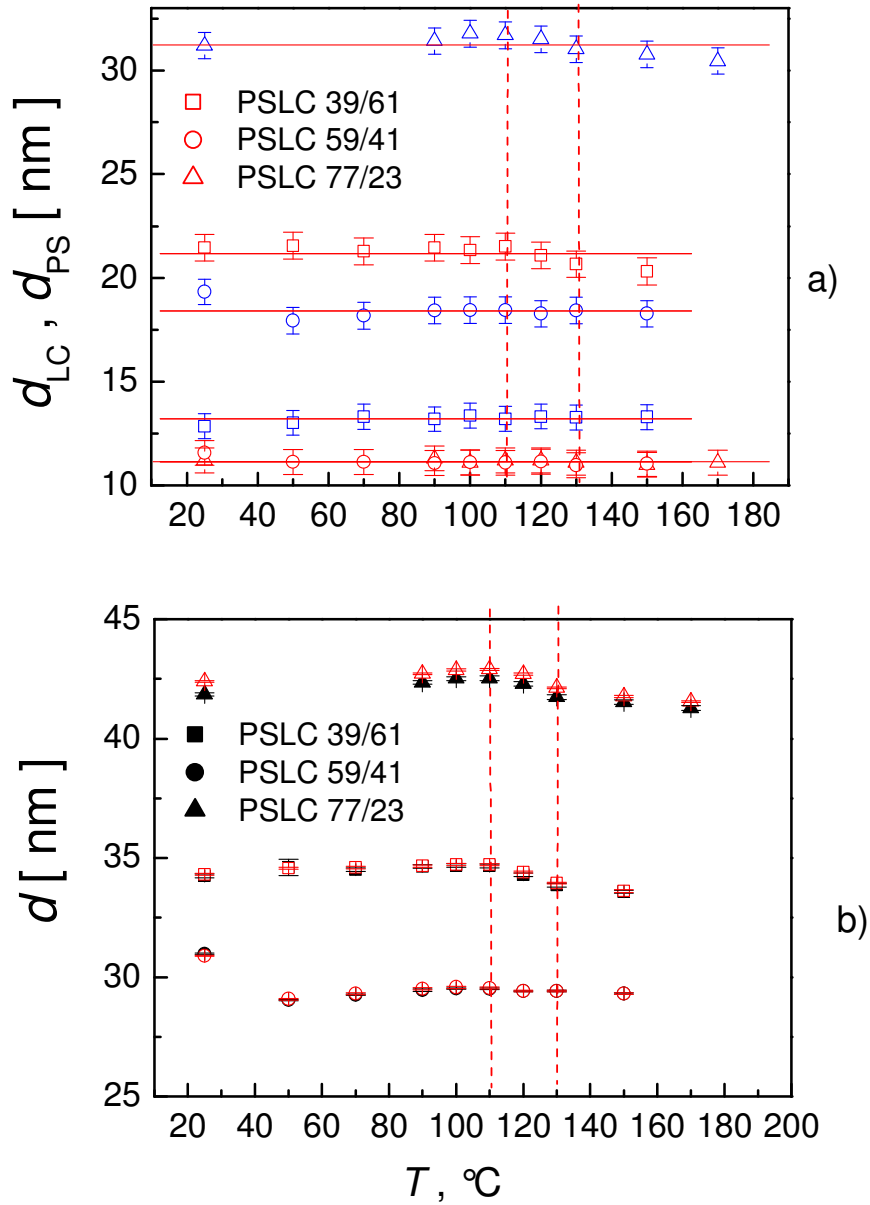 30
25
20
15
10
d_LC , d_PS [ nm ]
PSLC 39/61
PSLC 59/41
PSLC 77/23
a)
20 40 60 80 100 120 140 160 180
45
40
35
30
25
d [ nm ]
PSLC 39/61
PSLC 59/41
PSLC 77/23
b)
20 40 60 80 100 120 140 160 180 200
T , °C